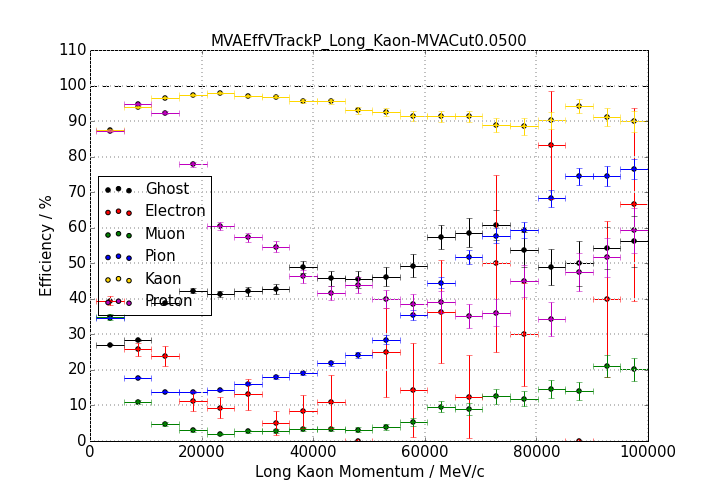 MVAEffVTrackP_Long_Kaon-MVACut0.0500
110
100
90
80
70
60
50
40
30
20
10
0
Efficiency / %
Ghost
Electron
Muon
Pion
Kaon
Proton
0 20000 40000 60000 80000 100000
Long Kaon Momentum / MeV/c